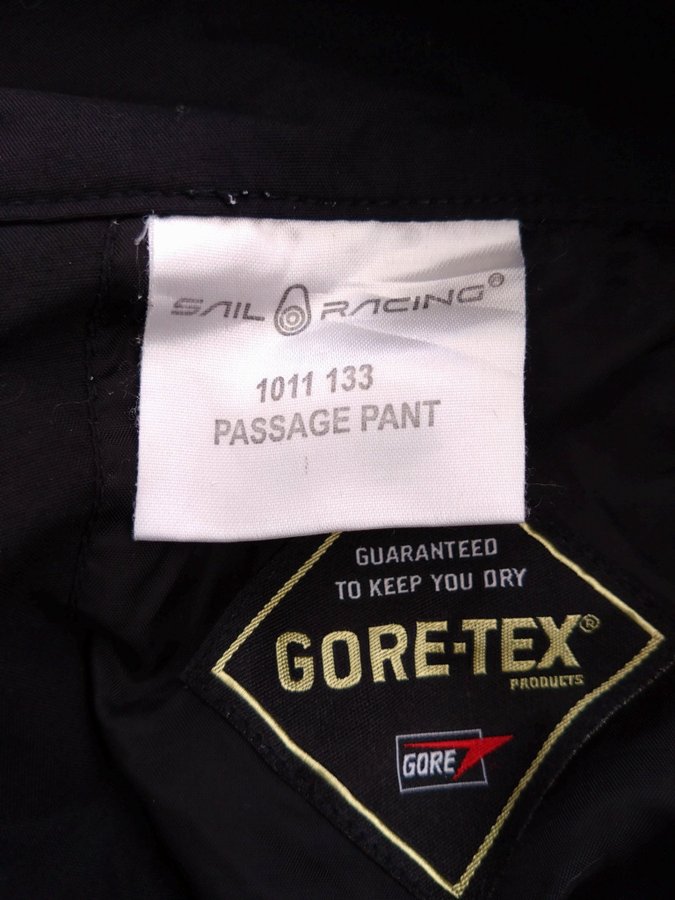 SAIL RACING®
1011 133
PASSAGE PANT
GUARANTEED
TO KEEP YOU DRY
GORE-TEX®
PRODUCTS
GORE